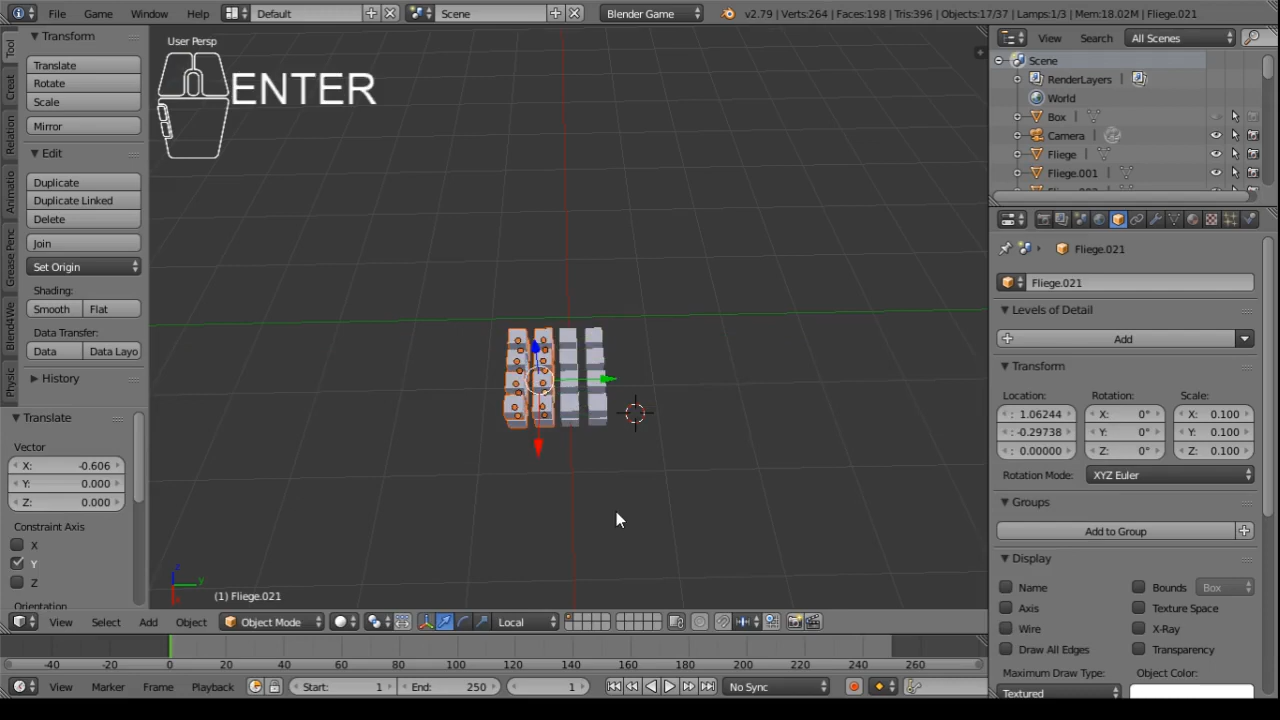 File Game Window Help Default Scene Blender Game v2.79 | Verts:264 | Faces:198 | Tris:396 | Objects:17/37 | Lamps:1/3 | Mem:18.02M | Fliege.021
Transform
Translate
Rotate
Scale
Mirror
Edit
Duplicate
Duplicate Linked
Delete
Join
Set Origin
Shading:
Smooth Flat
Data Transfer:
Data Data Layo
History
Tool
Creat
Relation
Animatio
Grease Penc
Blend4We
Physic
Translate
Vector
X: -0.606
Y: 0.000
Z: 0.000
Constraint Axis
X
Y
Z
Orientation
User Persp
ENTER
(1) Fliege.021
View Select Add Object Object Mode Local
-40 -20 0 20 40 60 80 100 120 140 160 180 200 220 240 260
View Marker Frame Playback Start: 1 End: 250 1 No Sync
View Search All Scenes
Scene
RenderLayers
World
Box
Camera
Fliege
Fliege.001
Fliege.021
Fliege.021
Levels of Detail
Add
Transform
Location: Rotation: Scale:
: 1.06244 X: 0° X: 0.100
: -0.29738 Y: 0° Y: 0.100
: 0.00000 Z: 0° Z: 0.100
Rotation Mode: XYZ Euler
Groups
Add to Group
Display
Name Bounds Box
Axis Texture Space
Wire X-Ray
Draw All Edges Transparency
Maximum Draw Type: Object Color:
Textured